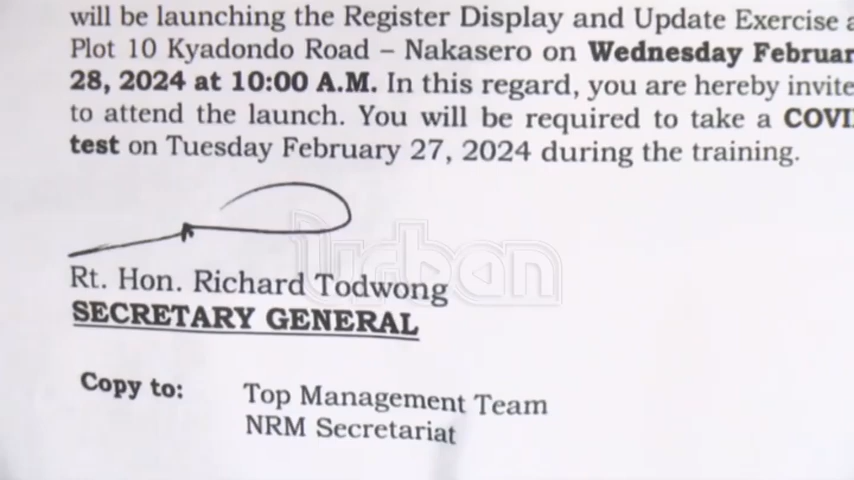 will be launching the Register Display and Update Exercise
Plot 10 Kyadondo Road – Nakasero on Wednesday
28, 2024 at 10:00 A.M. In this regard, you are hereby
to attend the launch. You will be required to take a
test on Tuesday February 27, 2024 during the training.
urban
Rt. Hon. Richard Todwong
SECRETARY GENERAL
Copy to: Top Management Team
NRM Secretariat